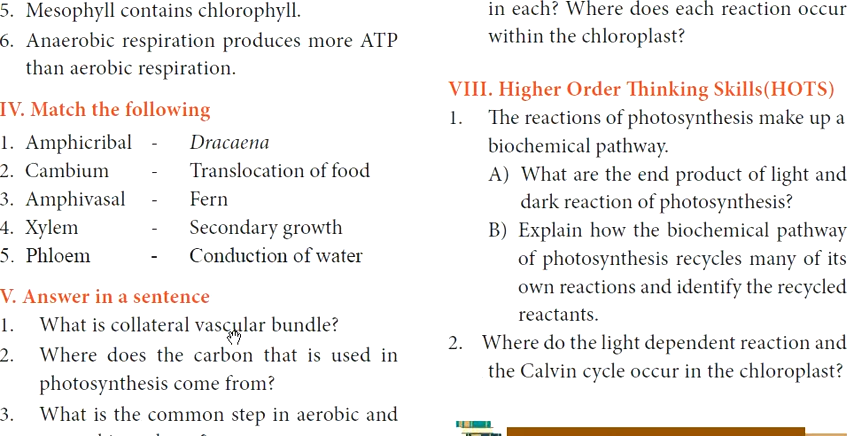 5. Mesophyll contains chlorophyll.
6. Anaerobic respiration produces more ATP
than aerobic respiration.
IV. Match the following
1. Amphicribal - Dracaena
2. Cambium - Translocation of food
3. Amphivasal - Fern
4. Xylem - Secondary growth
5. Phloem - Conduction of water
V. Answer in a sentence
1. What is collateral vascular bundle?
2. Where does the carbon that is used in
photosynthesis come from?
3. What is the common step in aerobic and
in each? Where does each reaction occur
within the chloroplast?
VIII. Higher Order Thinking Skills(HOTS)
1. The reactions of photosynthesis make up a
biochemical pathway.
A) What are the end product of light and
dark reaction of photosynthesis?
B) Explain how the biochemical pathway
of photosynthesis recycles many of its
own reactions and identify the recycled
reactants.
2. Where do the light dependent reaction and
the Calvin cycle occur in the chloroplast?